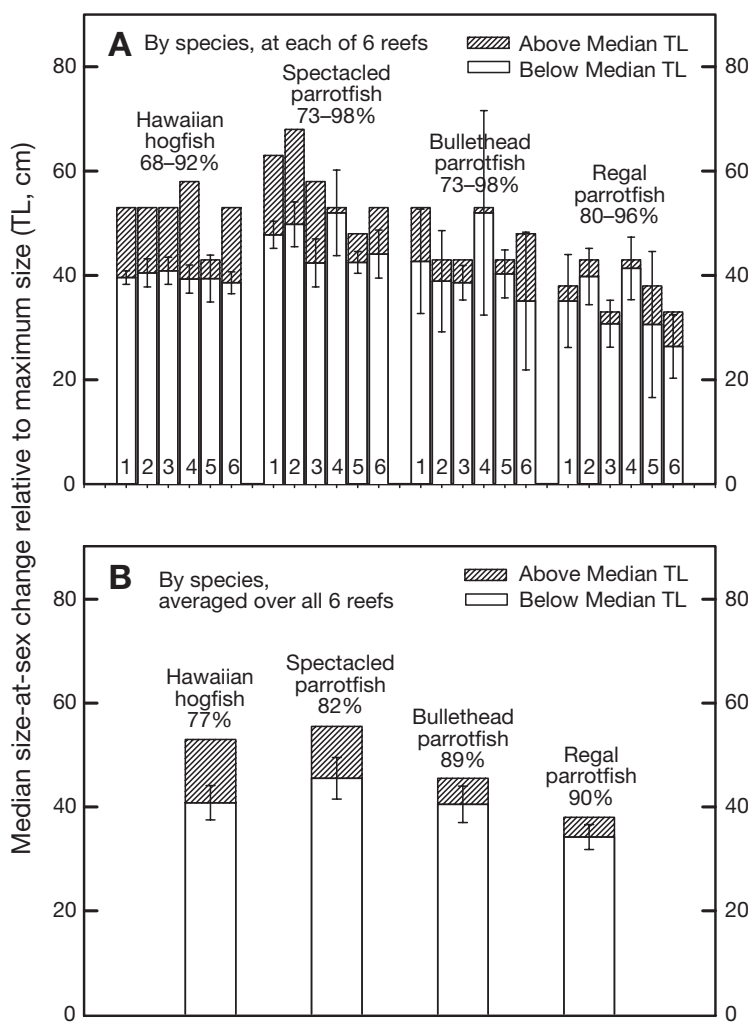 Median size-at-sex change relative to maximum size (TL, cm)
A By species, at each of 6 reefs
Above Median TL
Below Median TL
80
60
40
20
0
80
60
40
20
0
Hawaiian
hogfish
68–92%
Spectacled
parrotfish
73–98%
Bullethead
parrotfish
73–98%
Regal
parrotfish
80–96%
1 2 3 4 5 6 1 2 3 4 5 6 1 2 3 4 5 6 1 2 3 4 5 6
B By species,
averaged over all 6 reefs
Above Median TL
Below Median TL
80
60
40
20
0
80
60
40
20
0
Hawaiian
hogfish
77%
Spectacled
parrotfish
82%
Bullethead
parrotfish
89%
Regal
parrotfish
90%